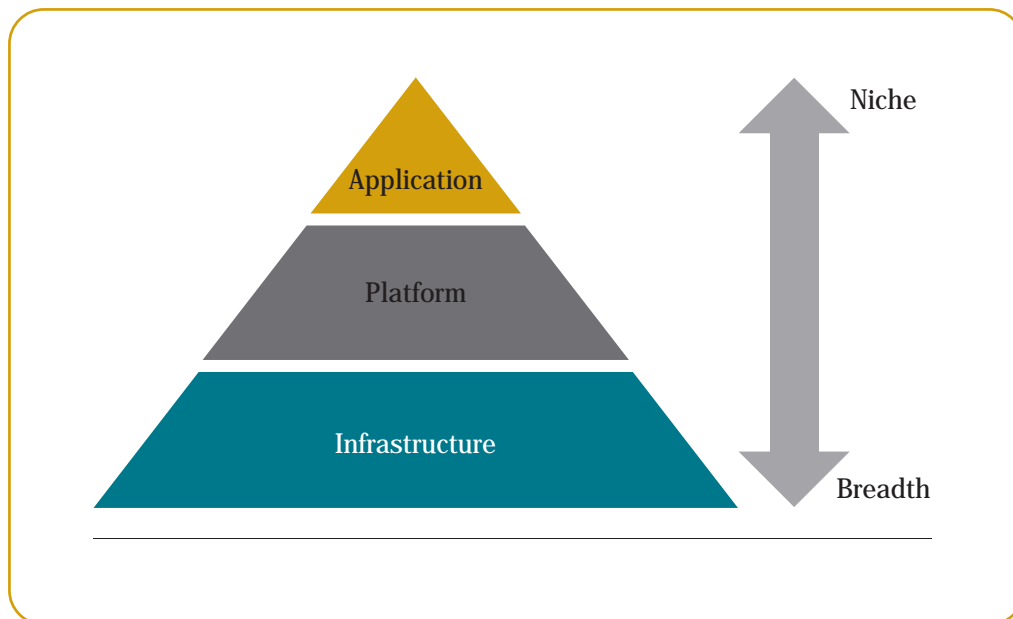 Niche
Application
Platform
Infrastructure
Breadth